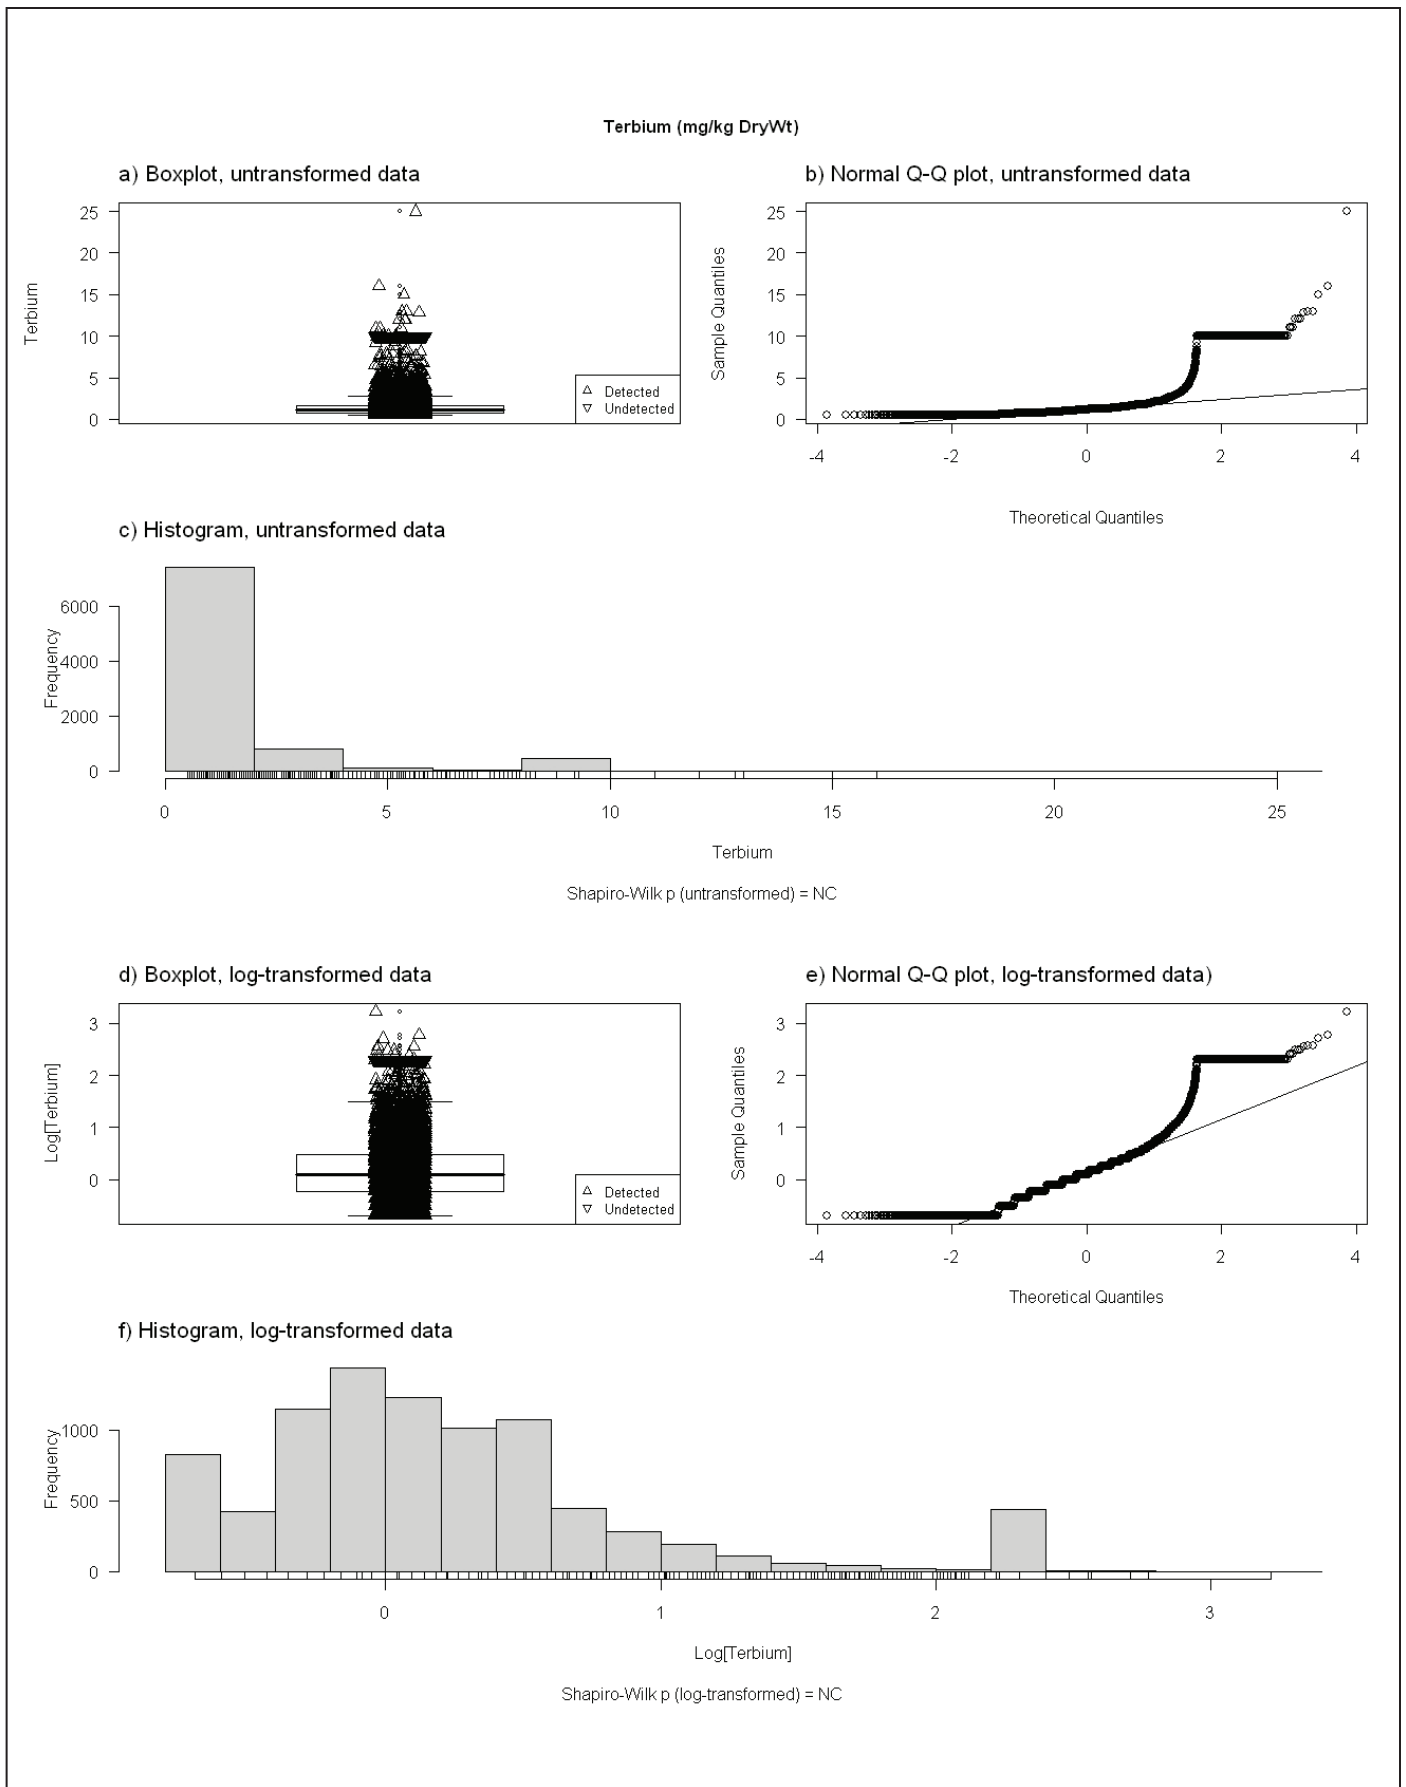 Terbium (mg/kg DryWt)
a) Boxplot, untransformed data
Terbium
25
20
15
10
5
0
Detected
Undetected
b) Normal Q-Q plot, untransformed data
Sample Quantiles
25
20
15
10
5
0
-4 -2 0 2 4
Theoretical Quantiles
c) Histogram, untransformed data
Frequency
6000
4000
2000
0
0 5 10 15 20 25
Terbium
Shapiro-Wilk p (untransformed) = NC
d) Boxplot, log-transformed data
Log[Terbium]
3
2
1
0
Detected
Undetected
e) Normal Q-Q plot, log-transformed data)
Sample Quantiles
3
2
1
0
-4 -2 0 2 4
Theoretical Quantiles
f) Histogram, log-transformed data
Frequency
1000
500
0
0 1 2 3
Log[Terbium]
Shapiro-Wilk p (log-transformed) = NC